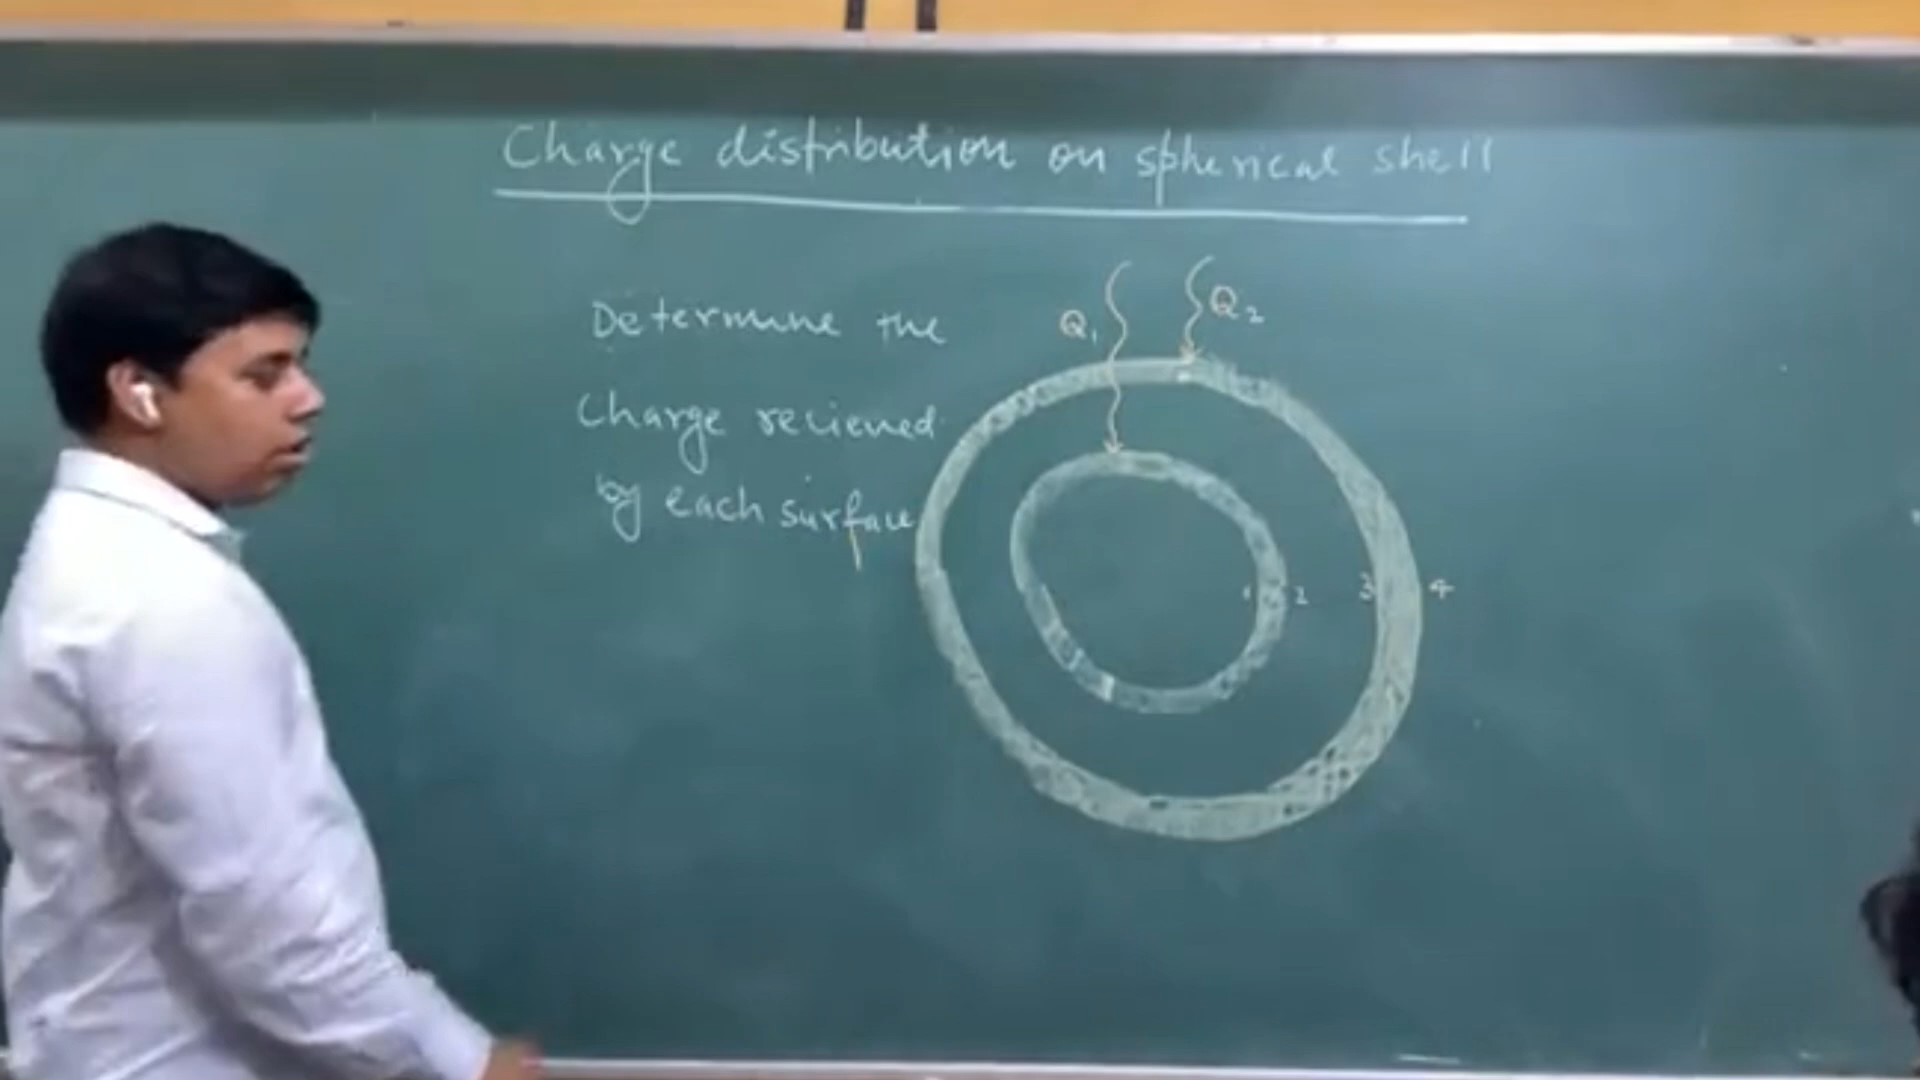 Charge distribution on spherical shell
Determine the
Charge recieved
by each surface
Q1
Q2
1 2 3 4